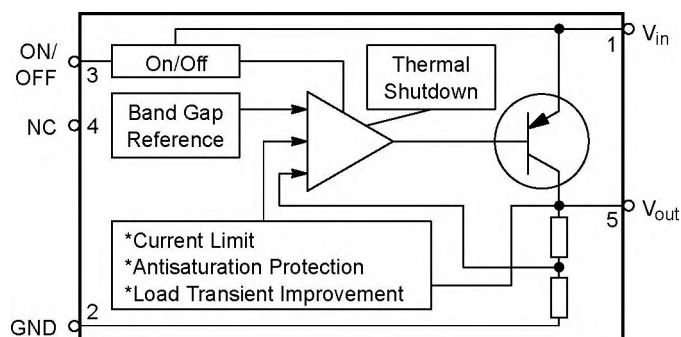 ON/
OFF
3
On/Off
Thermal
Shutdown
1
Vin
NC
4
Band Gap
Reference
5
Vout
*Current Limit
*Antisaturation Protection
*Load Transient Improvement
GND
2